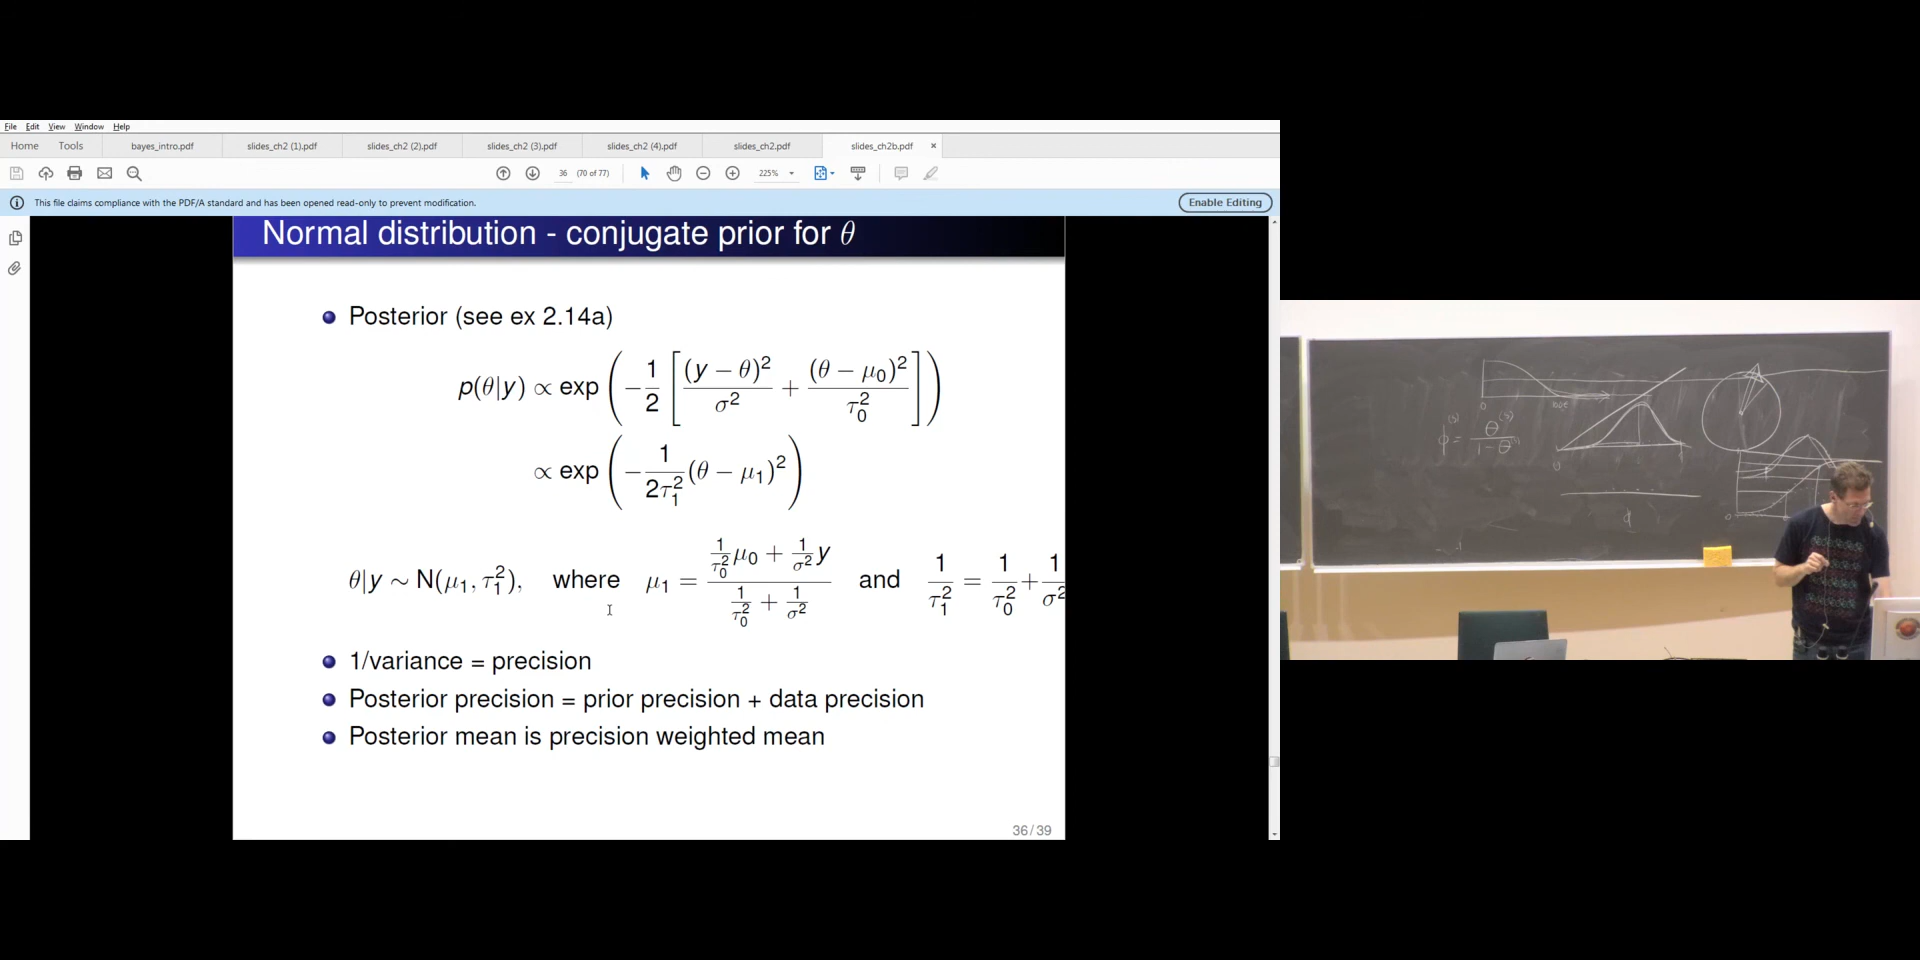 File Edit View Window Help
Home Tools bayes_intro.pdf slides_ch2 (1).pdf slides_ch2 (2).pdf slides_ch2 (3).pdf slides_ch2 (4).pdf slides_ch2.pdf slides_ch2b.pdf ×
36 (70 of 77) 225%
This file claims compliance with the PDF/A standard and has been opened read-only to prevent modification. Enable Editing
Normal distribution - conjugate prior for θ
Posterior (see ex 2.14a)
p(θ|y) ∝ exp(−1/2[(y − θ)²/σ² + (θ − μ₀)²/τ₀²])
∝ exp(−1/(2τ₁²)(θ − μ₁)²)
θ|y ∼ N(μ₁, τ₁²), where μ₁ = (1/τ₀² μ₀ + 1/σ² y)/(1/τ₀² + 1/σ²) and 1/τ₁² = 1/τ₀² + 1/σ²
1/variance = precision
Posterior precision = prior precision + data precision
Posterior mean is precision weighted mean
36 / 39